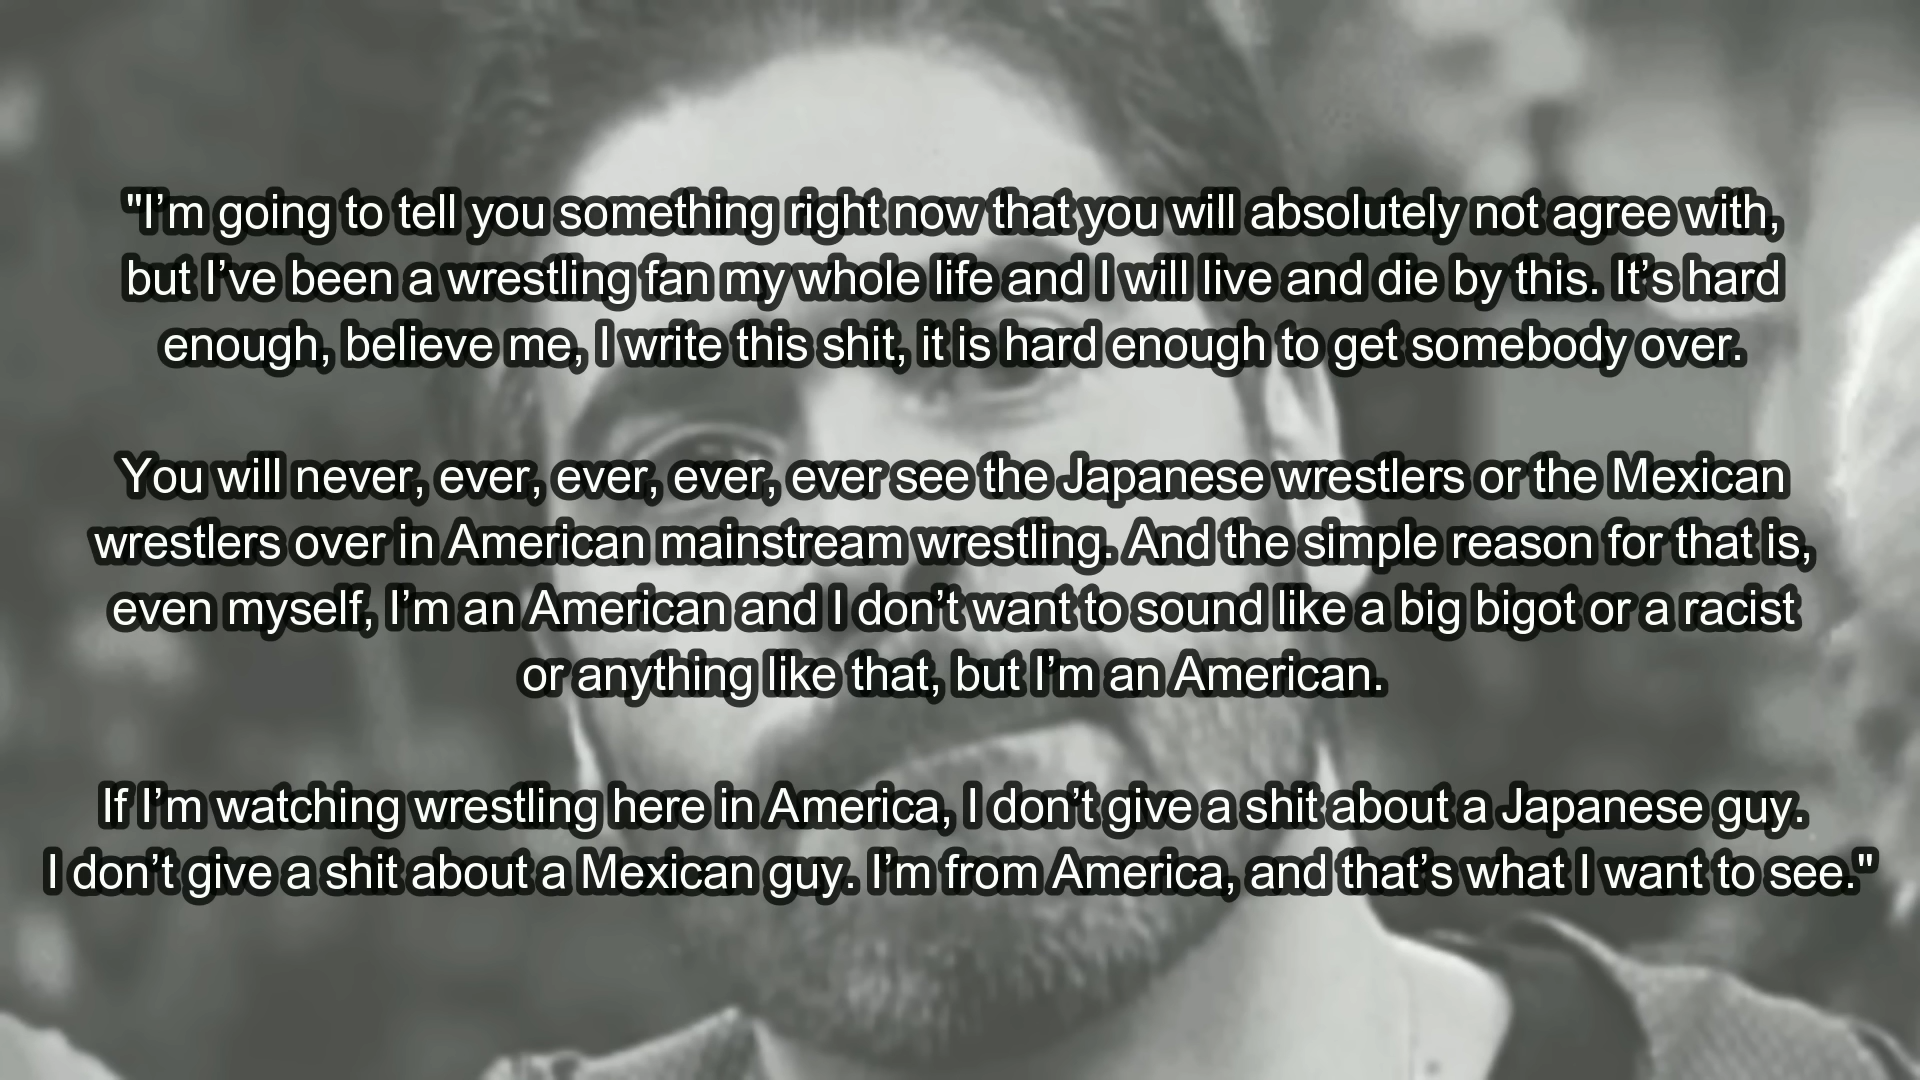 "I’m going to tell you something right now that you will absolutely not agree with,
but I’ve been a wrestling fan my whole life and I will live and die by this. It’s hard
enough, believe me, I write this shit, it is hard enough to get somebody over.
You will never, ever, ever, ever, ever see the Japanese wrestlers or the Mexican
wrestlers over in American mainstream wrestling. And the simple reason for that is,
even myself, I’m an American and I don’t want to sound like a big bigot or a racist
or anything like that, but I’m an American.
If I’m watching wrestling here in America, I don’t give a shit about a Japanese guy.
I don’t give a shit about a Mexican guy. I’m from America, and that’s what I want to see."